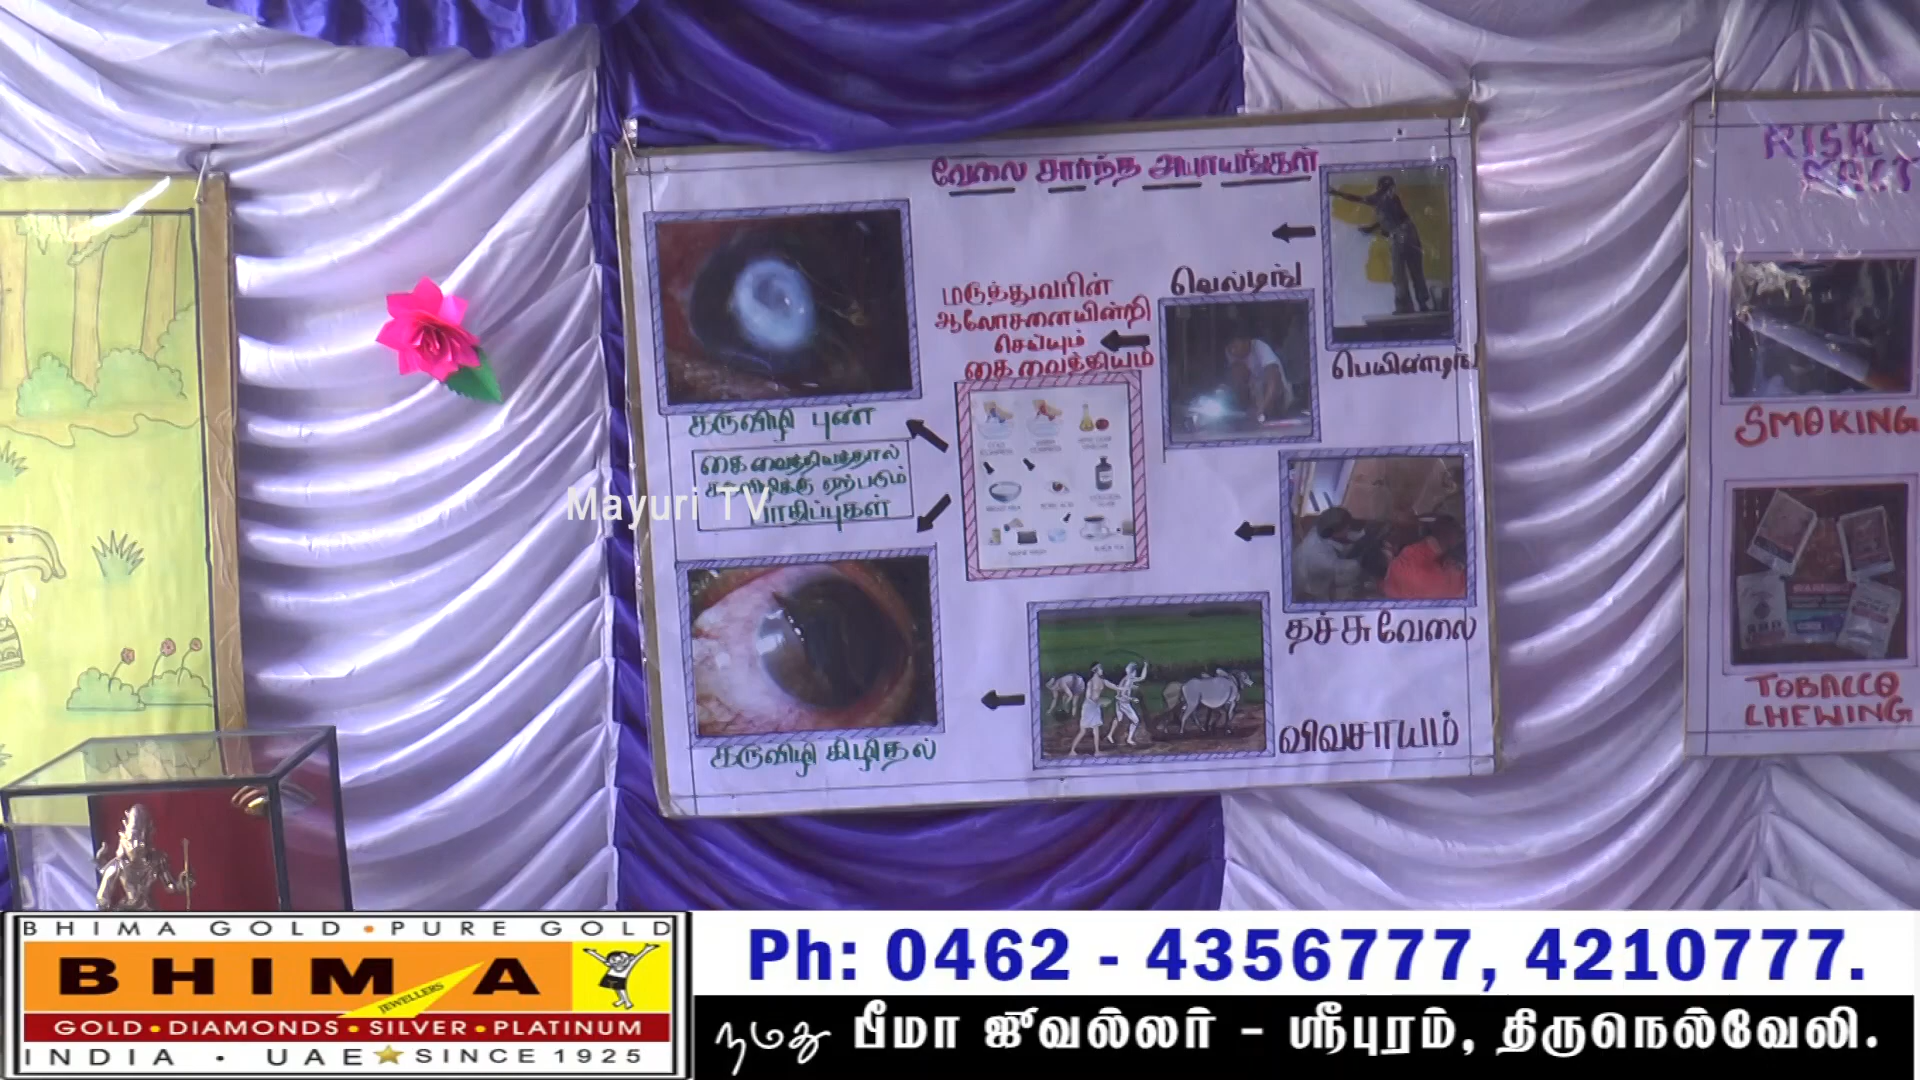 வேலை சார்ந்த அபாயங்கள்
வெல்டிங்
மருத்துவரின்
ஆலோசனையின்றி
செய்யும்
கை வைத்தியம்
பெயிண்டிங்
கருவிழி புண்
கை வைத்தியத்தால்
ஏற்படும்
பாதிப்புகள்
Mayuri TV
தச்சு வேலை
விவசாயம்
கருவிழி கிழிதல்
RISK
SMOKING
TOBACCO
CHEWING
BHIMA GOLD • PURE GOLD
BHIMA
JEWELLERS
GOLD • DIAMONDS • SILVER • PLATINUM
INDIA • UAE ★ SINCE 1925
Ph: 0462 - 4356777, 4210777.
நமது பீமா ஜுவல்லர் - ஸ்ரீபுரம், திருநெல்வேலி.